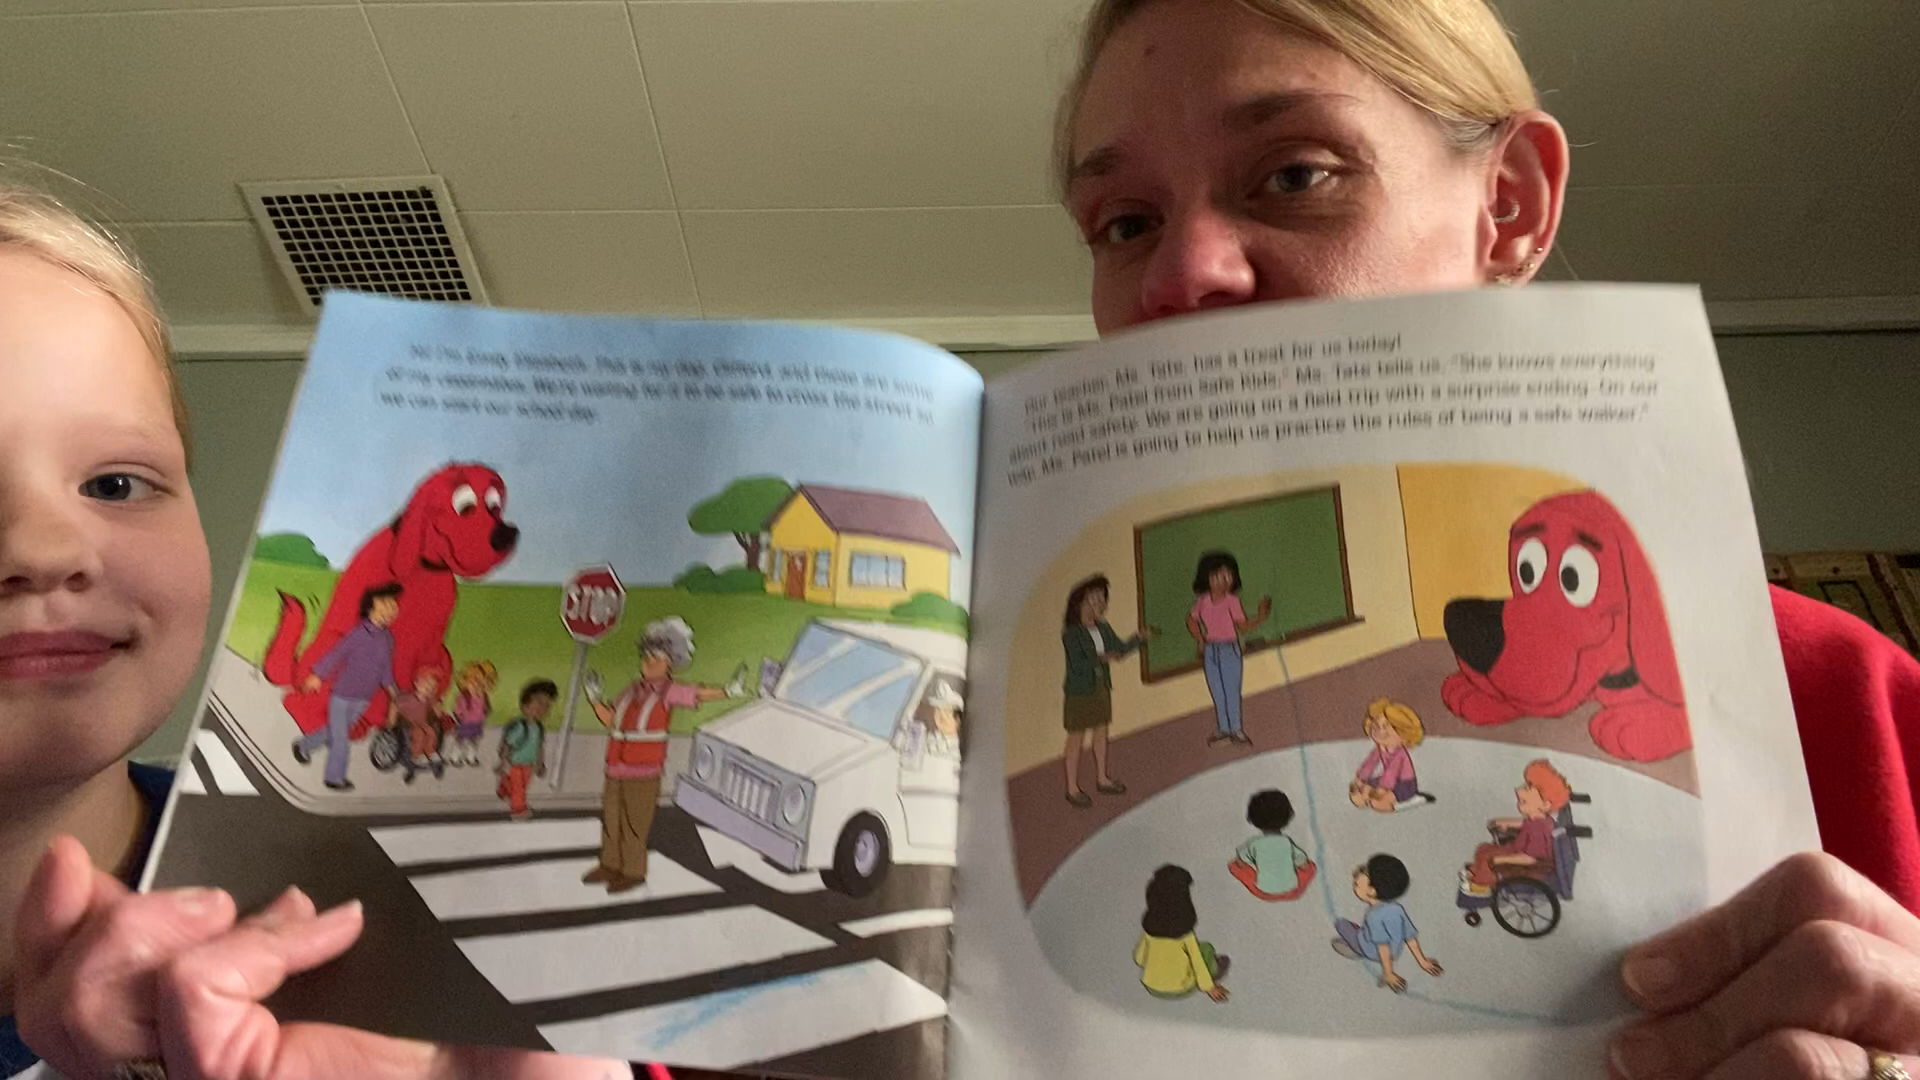 Hi! I'm Emily Elizabeth. This is my dog, Clifford, and these are some
of my classmates. We're waiting for it to be safe to cross the street so
we can start our school day.
STOP
Our teacher, Ms. Tate, has a treat for us today!
"This is Ms. Patel from Safe Kids," Ms. Tate tells us. "She knows everything
about road safety. We are going on a field trip with a surprise ending. On our
way, Ms. Patel is going to help us practice the rules of being a safe walker."